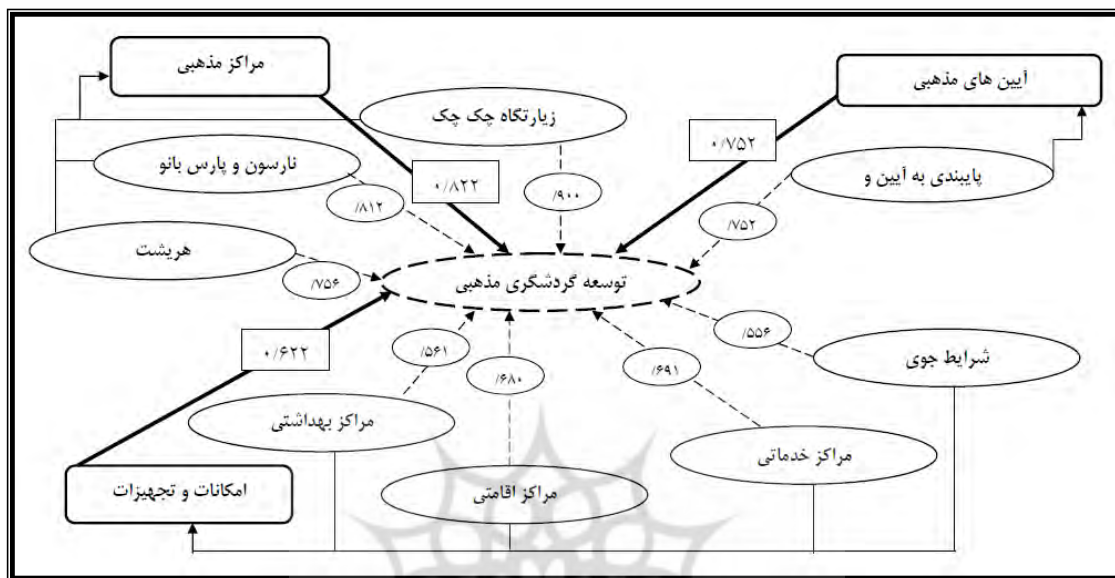 مراکز مذهبی
آیین های مذهبی
زیارتگاه چک چک
۰/۷۵۲
نارسون و پارس بانو
پایبندی به آیین و
۰/۸۲۲
/۹۰۰
/۸۱۲
/۷۵۲
هریشت
/۷۵۶
توسعه گردشگری مذهبی
۰/۶۲۲
/۵۶۱
/۶۸۰
/۶۹۱
/۵۵۶
شرایط جوی
مراکز بهداشتی
مراکز خدماتی
امکانات و تجهیزات
مراکز اقامتی